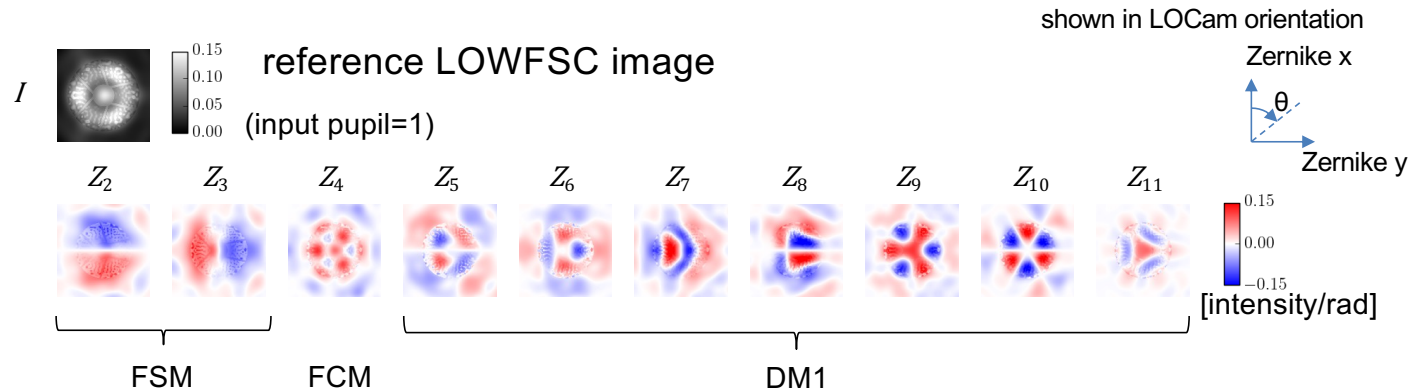 shown in LOCam orientation
Zernike x
θ
Zernike y
I
0.15
0.10
0.05
0.00
reference LOWFSC image
(input pupil=1)
Z₂ Z₃ Z₄ Z₅ Z₆ Z₇ Z₈ Z₉ Z₁₀ Z₁₁
0.15
0.00
−0.15
[intensity/rad]
FSM FCM DM1